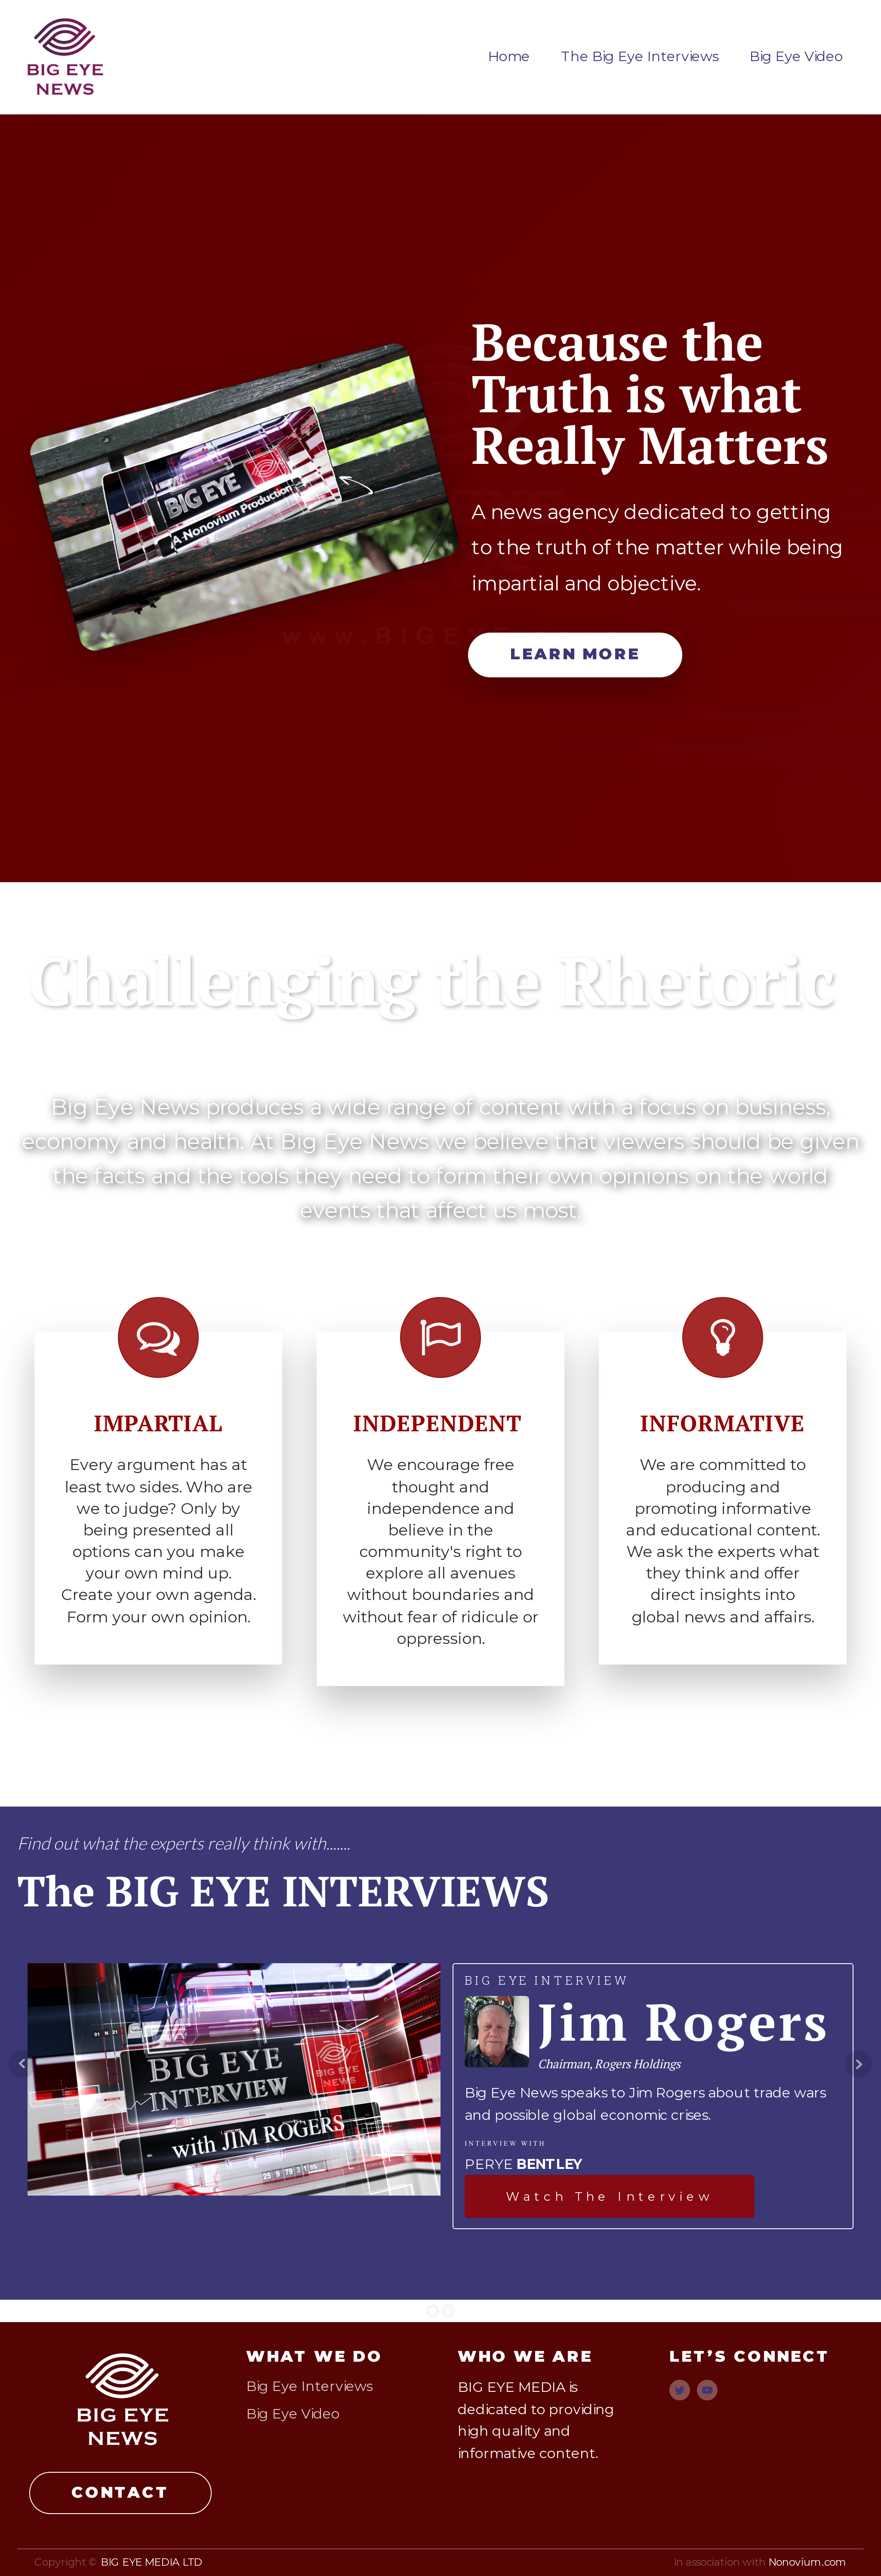 BIG EYE
NEWS
Home
The Big Eye Interviews
Big Eye Video
Because the
Truth is what
Really Matters
BIG EYE
A Nonovium Production
A news agency dedicated to getting
to the truth of the matter while being
impartial and objective.
www.BIGEYE
LEARN MORE
Challenging the Rhetoric
Big Eye News produces a wide range of content with a focus on business,
economy and health. At Big Eye News we believe that viewers should be given
the facts and the tools they need to form their own opinions on the world
events that affect us most.
IMPARTIAL
Every argument has at
least two sides. Who are
we to judge? Only by
being presented all
options can you make
your own mind up.
Create your own agenda.
Form your own opinion.
INDEPENDENT
We encourage free
thought and
independence and
believe in the
community's right to
explore all avenues
without boundaries and
without fear of ridicule or
oppression.
INFORMATIVE
We are committed to
producing and
promoting informative
and educational content.
We ask the experts what
they think and offer
direct insights into
global news and affairs.
Find out what the experts really think with.......
The BIG EYE INTERVIEWS
BIG EYE
INTERVIEW
BIG EYE
NEWS
with JIM ROGERS
BIG EYE INTERVIEW
Jim Rogers
Chairman, Rogers Holdings
Big Eye News speaks to Jim Rogers about trade wars
and possible global economic crises.
INTERVIEW WITH
PERYE BENTLEY
Watch The Interview
BIG EYE
NEWS
CONTACT
WHAT WE DO
Big Eye Interviews
Big Eye Video
WHO WE ARE
BIG EYE MEDIA is
dedicated to providing
high quality and
informative content.
LET’S CONNECT
Copyright © BIG EYE MEDIA LTD
In association with Nonovium.com